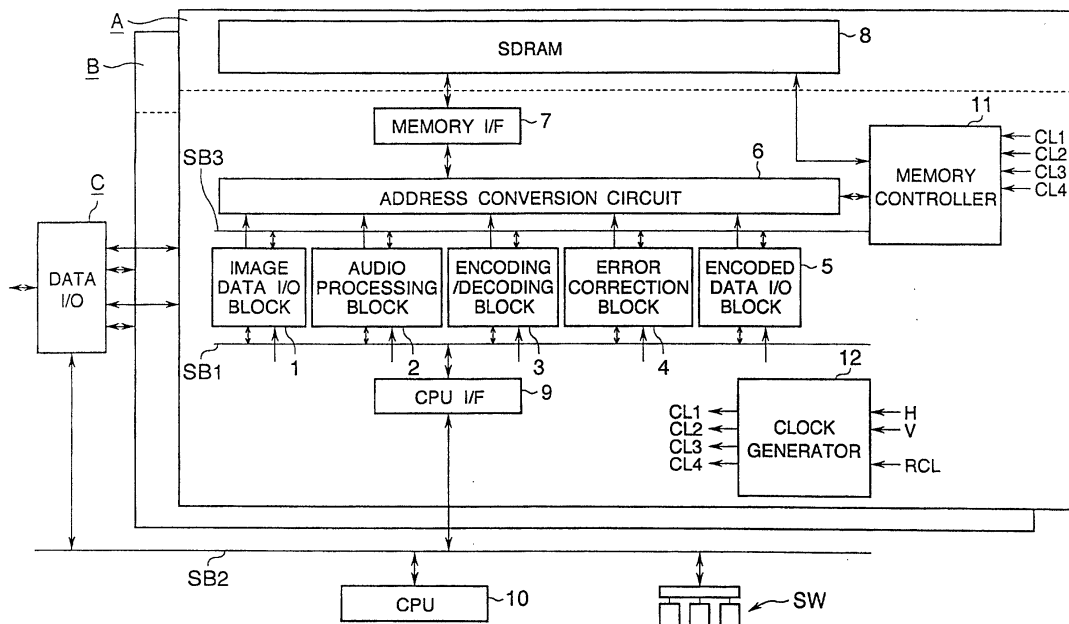 A
SDRAM
8
B
MEMORY I/F
7
11
CL1
CL2
CL3
CL4
MEMORY
CONTROLLER
SB3
6
ADDRESS CONVERSION CIRCUIT
C
DATA
I/O
IMAGE
DATA I/O
BLOCK
AUDIO
PROCESSING
BLOCK
ENCODING
/DECODING
BLOCK
ERROR
CORRECTION
BLOCK
ENCODED
DATA I/O
BLOCK
5
SB1
1
2
3
4
CPU I/F
9
12
CL1
CL2
CL3
CL4
CLOCK
GENERATOR
H
V
RCL
SB2
CPU
10
SW